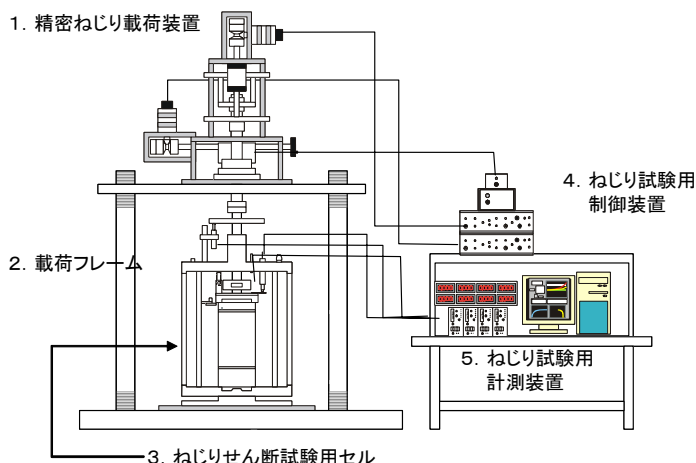 1. 精密ねじり載荷装置
4. ねじり試験用
制御装置
2. 載荷フレーム
5. ねじり試験用
計測装置
3. ねじりせん断試験用セル